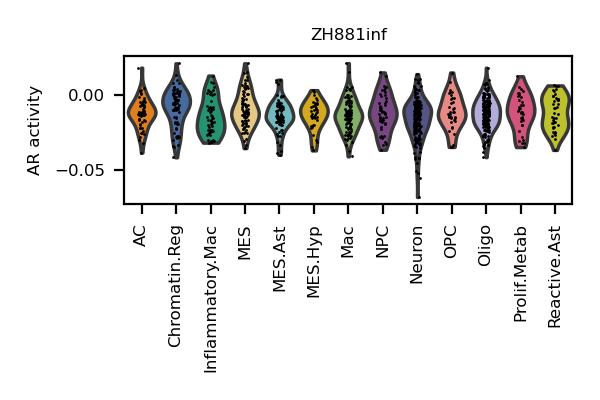 ZH881inf
AR activity
0.00
−0.05
AC
Chromatin.Reg
Inflammatory.Mac
MES
MES.Ast
MES.Hyp
Mac
NPC
Neuron
OPC
Oligo
Prolif.Metab
Reactive.Ast